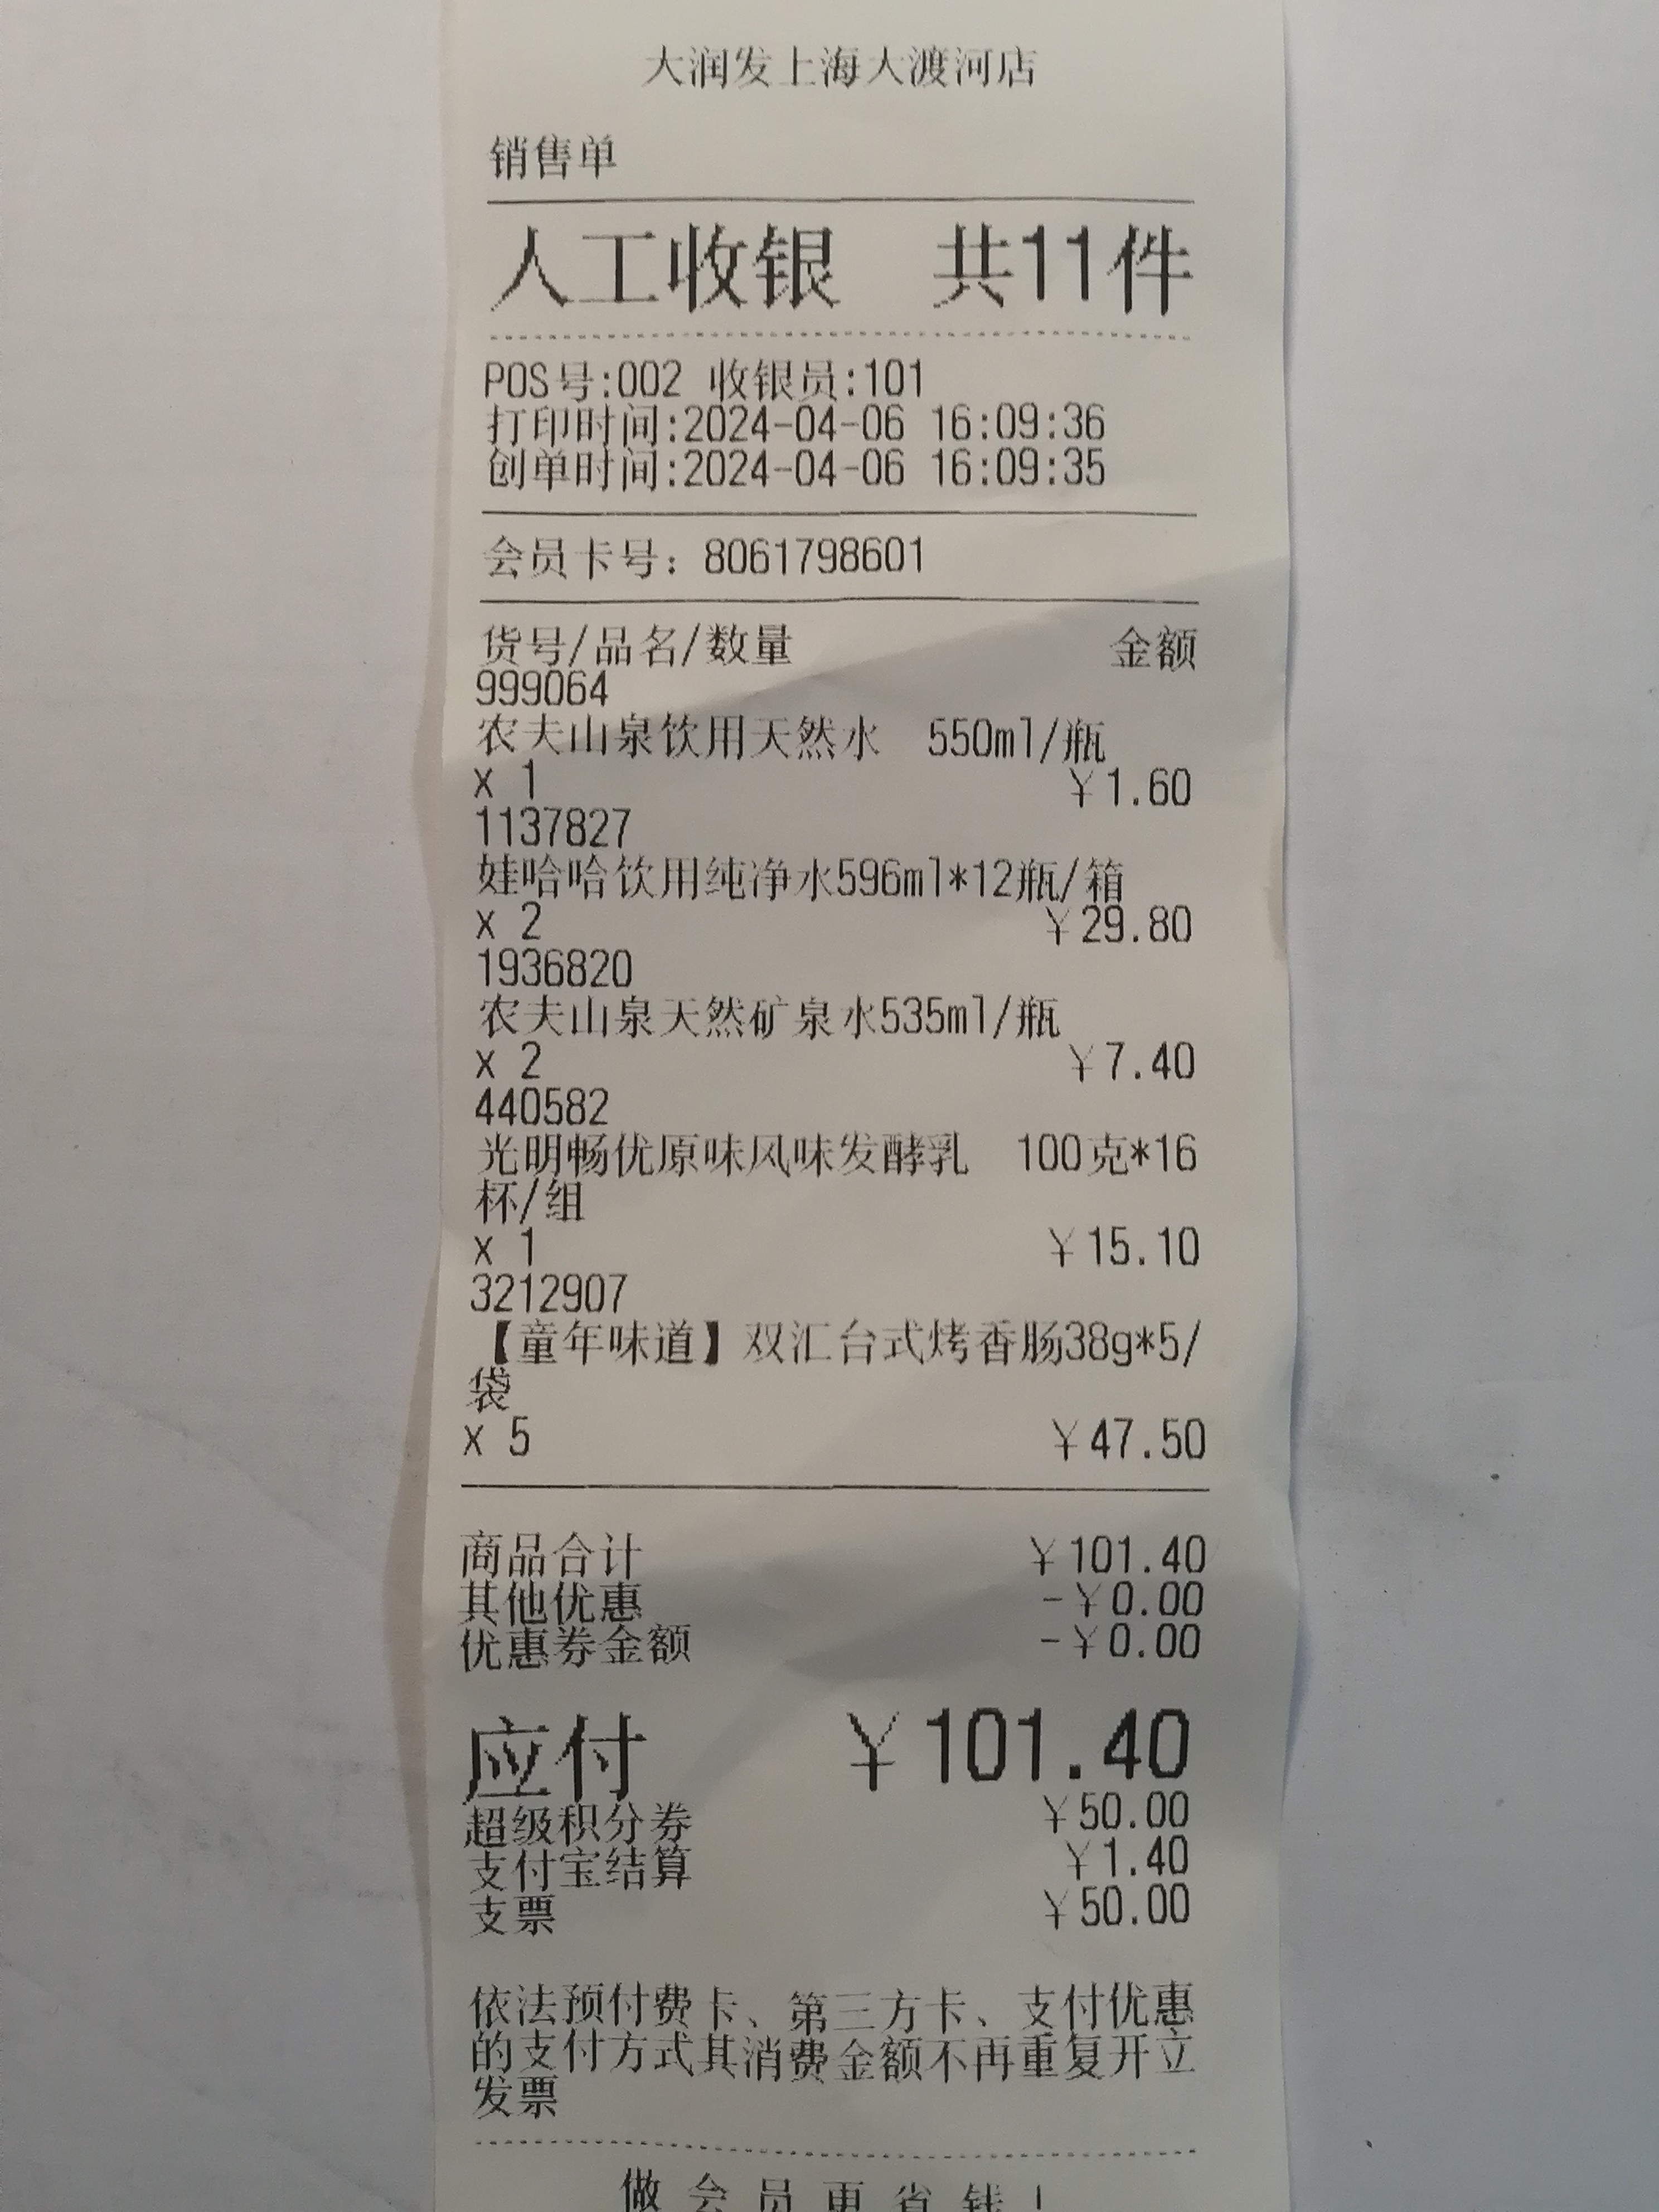 大润发上海大渡河店
销售单
人工收银 共11件
POS号:002 收银员:101
打印时间:2024-04-06 16:09:36
创单时间:2024-04-06 16:09:35
会员卡号：8061798601
货号/品名/数量 金额
999064
农夫山泉饮用天然水 550ml/瓶
x 1 ￥1.60
1137827
娃哈哈饮用纯净水596ml*12瓶/箱
x 2 ￥29.80
1936820
农夫山泉天然矿泉水535ml/瓶
x 2 ￥7.40
440582
光明畅优原味风味发酵乳 100克*16
杯/组
x 1 ￥15.10
3212907
【童年味道】双汇台式烤香肠38g*5/
袋
x 5 ￥47.50
商品合计 ￥101.40
其他优惠 -￥0.00
优惠券金额 -￥0.00
应付 ￥101.40
超级积分券 ￥50.00
支付宝结算 ￥1.40
支票 ￥50.00
依法预付费卡、第三方卡、支付优惠
的支付方式其消费金额不再重复开立
发票
做会员更省钱!